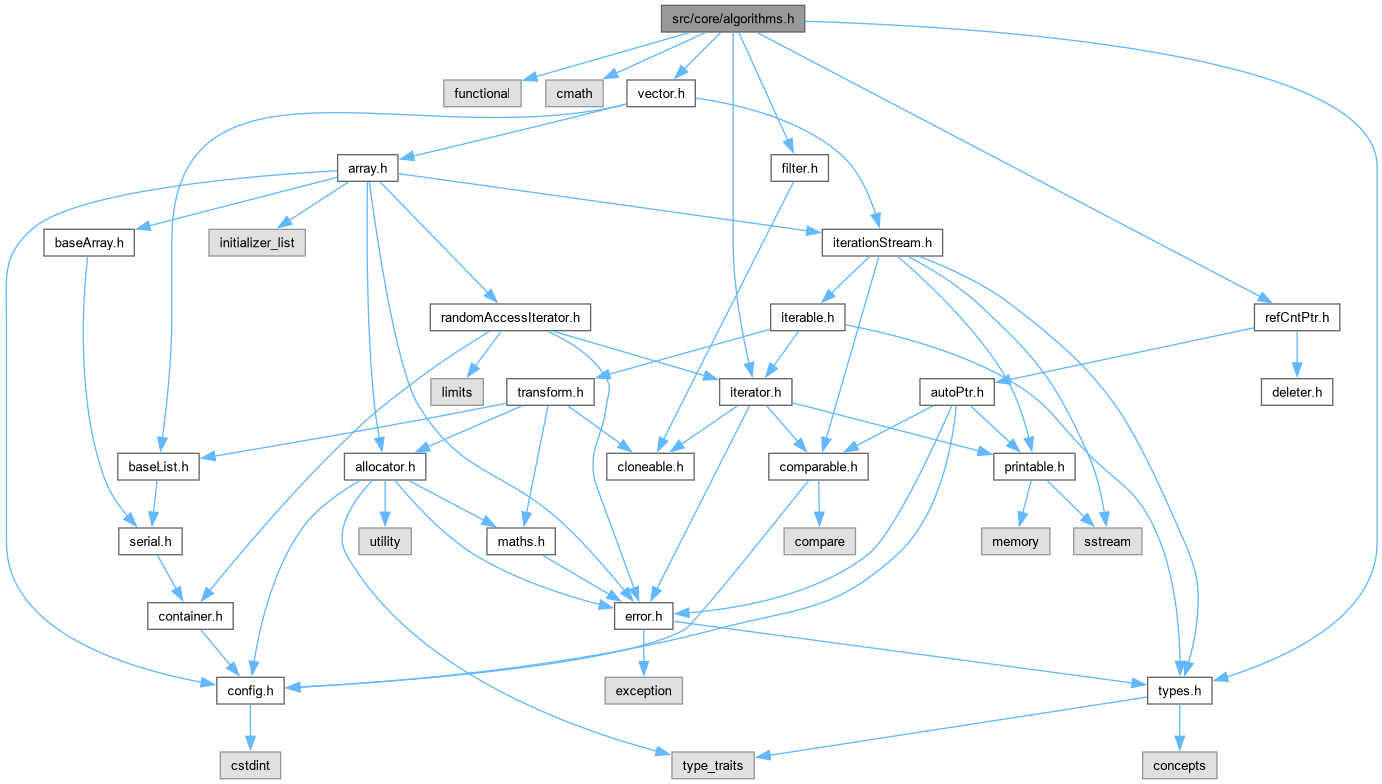 src/core/algorithms.h
functional
cmath
vector.h
array.h
filter.h
baseArray.h
initializer_list
iterationStream.h
randomAccessIterator.h
iterable.h
refCntPtr.h
limits
transform.h
iterator.h
autoPtr.h
deleter.h
baseList.h
allocator.h
cloneable.h
comparable.h
printable.h
serial.h
utility
maths.h
compare
memory
sstream
container.h
error.h
config.h
exception
types.h
cstdint
type_traits
concepts